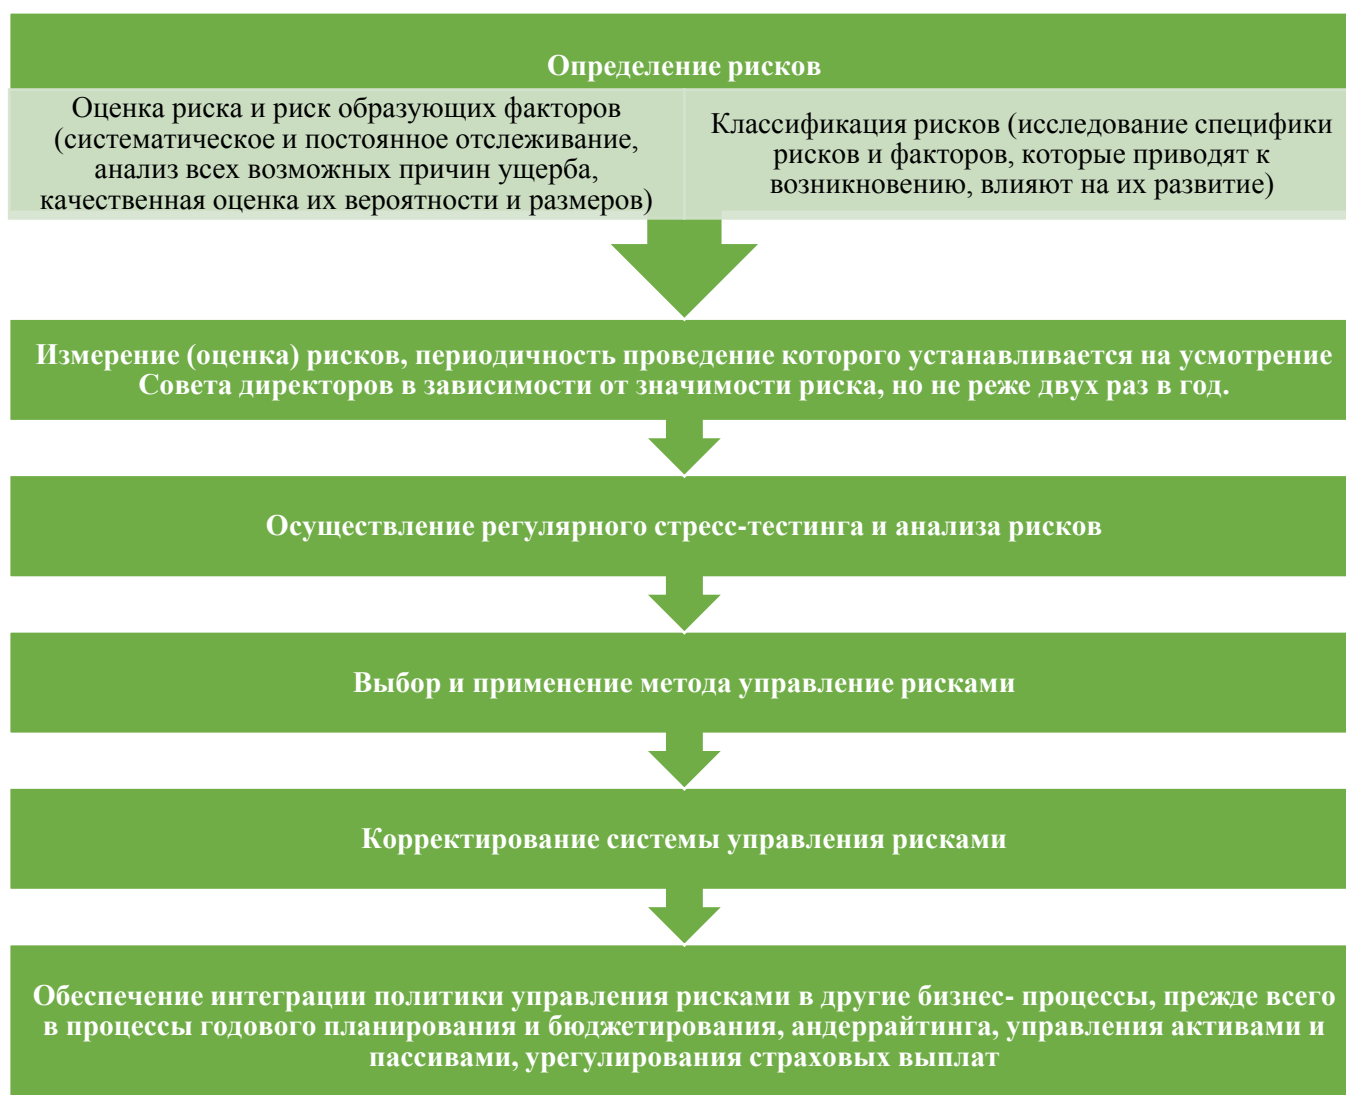 Определение рисков
Оценка риска и риск образующих факторов
(систематическое и постоянное отслеживание,
анализ всех возможных причин ущерба,
качественная оценка их вероятности и размеров)
Классификация рисков (исследование специфики
рисков и факторов, которые приводят к
возникновению, влияют на их развитие)
Измерение (оценка) рисков, периодичность проведение которого устанавливается на усмотрение
Совета директоров в зависимости от значимости риска, но не реже двух раз в год.
Осуществление регулярного стресс-тестинга и анализа рисков
Выбор и применение метода управление рисками
Корректирование системы управления рисками
Обеспечение интеграции политики управления рисками в другие бизнес- процессы, прежде всего
в процессы годового планирования и бюджетирования, андеррайтинга, управления активами и
пассивами, урегулирования страховых выплат